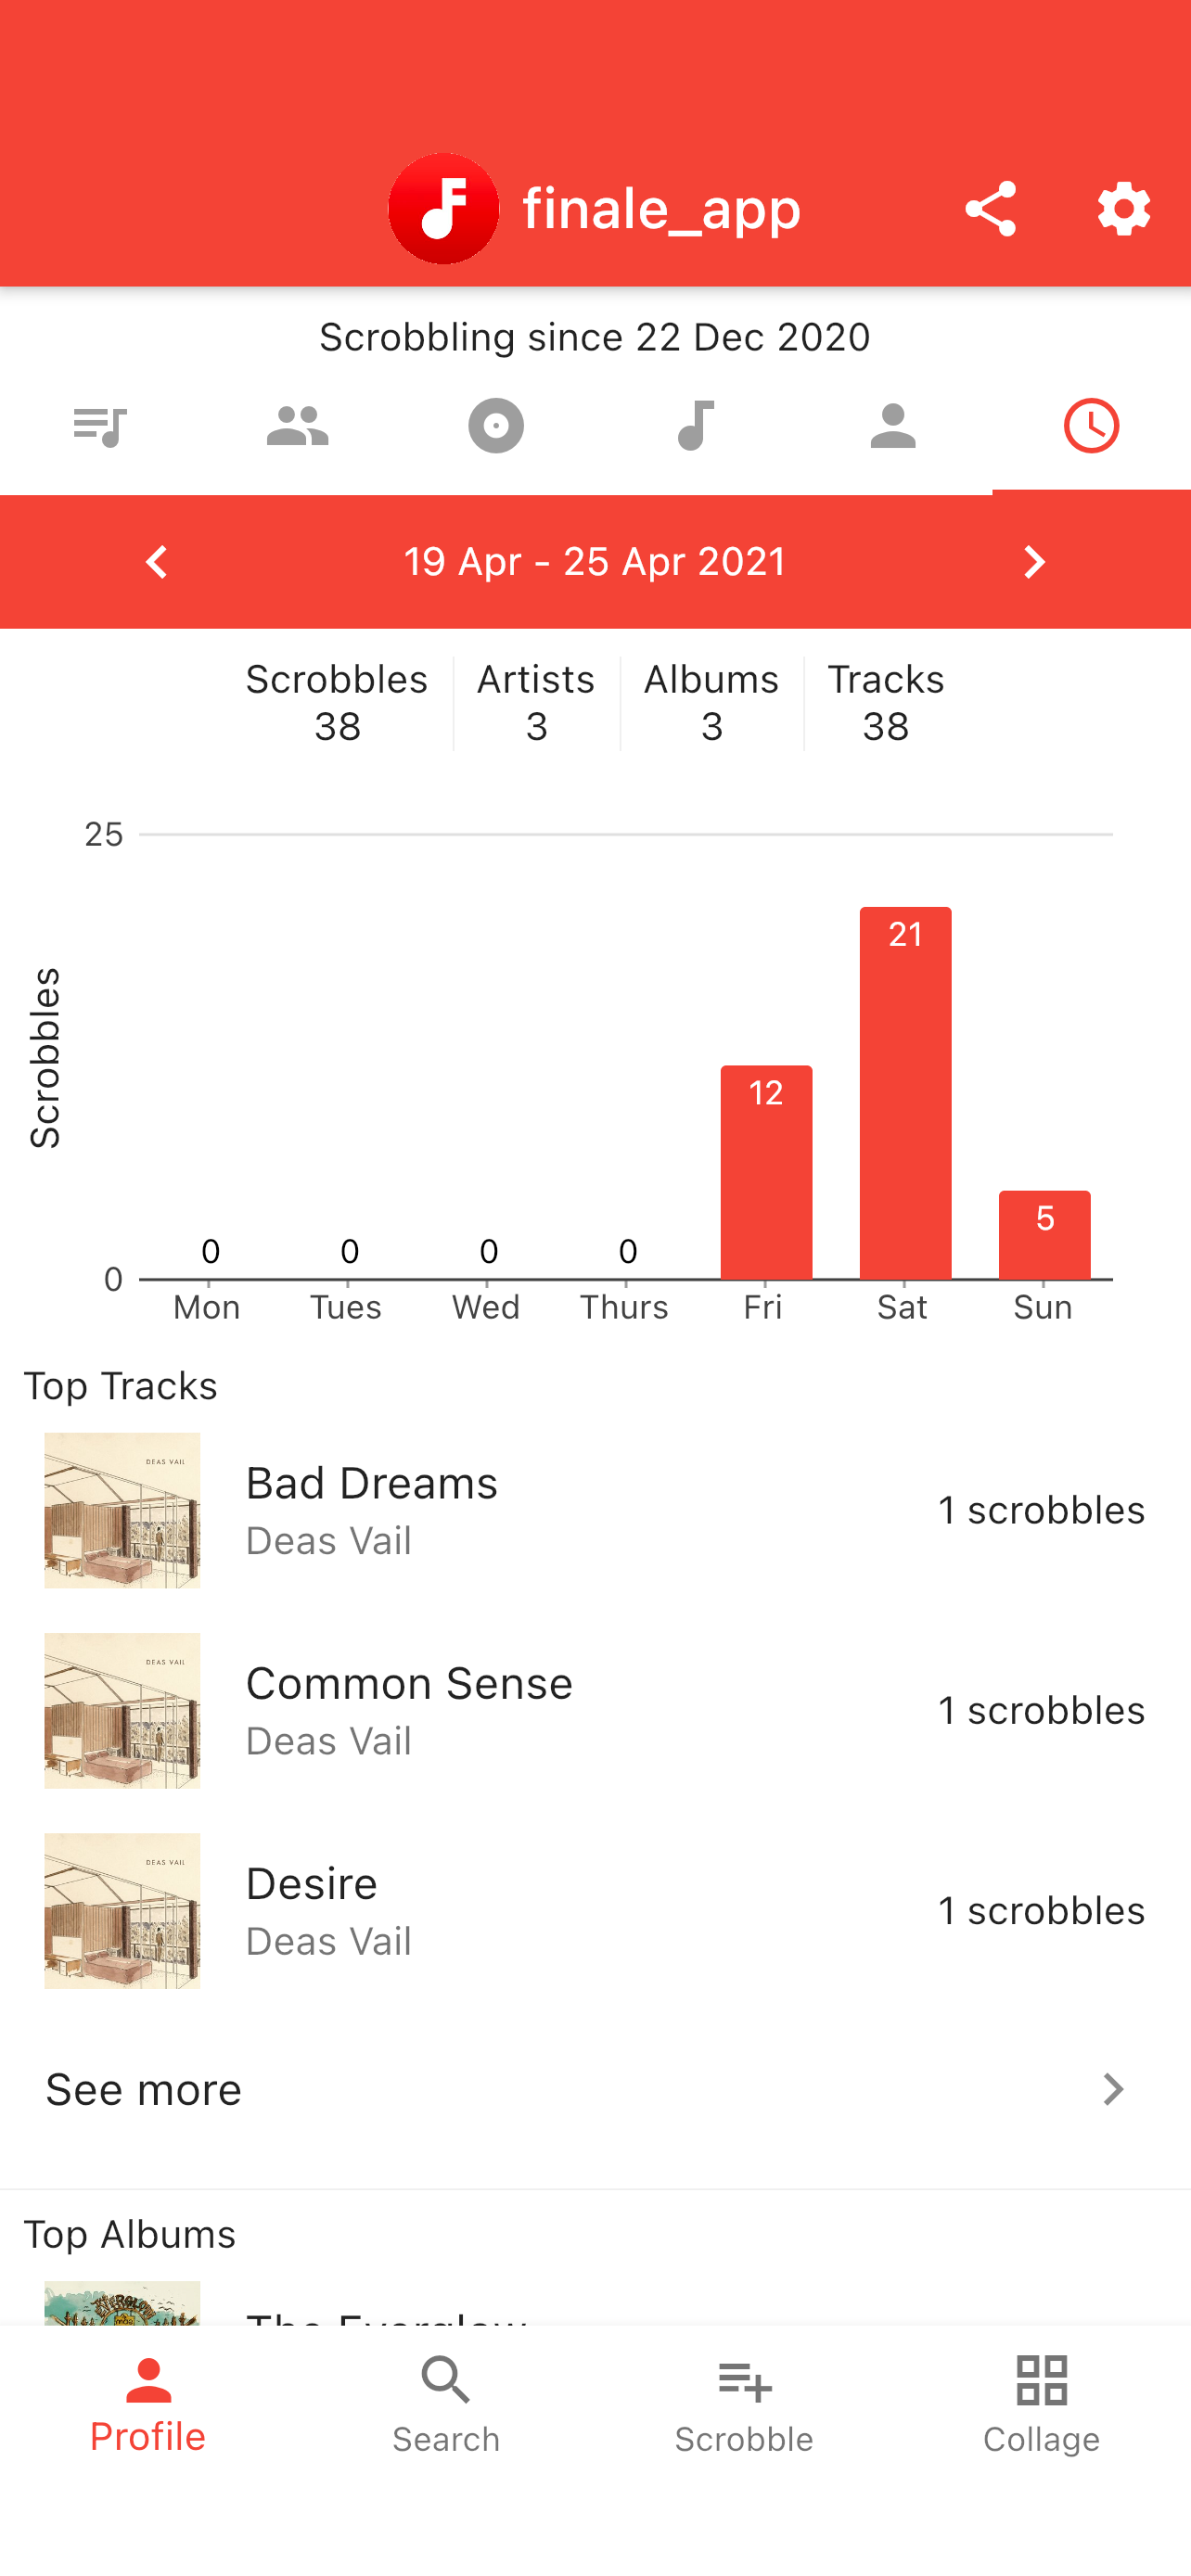 finale_app
Scrobbling since 22 Dec 2020
19 Apr - 25 Apr 2021
Scrobbles Artists Albums Tracks
38 3 3 38
25
21
12
5
0 0 0 0
0
Scrobbles
Mon Tues Wed Thurs Fri Sat Sun
Top Tracks
DEAS VAIL
Bad Dreams
Deas Vail
1 scrobbles
DEAS VAIL
Common Sense
Deas Vail
1 scrobbles
DEAS VAIL
Desire
Deas Vail
1 scrobbles
See more
Top Albums
The Everglow
Profile Search Scrobble Collage